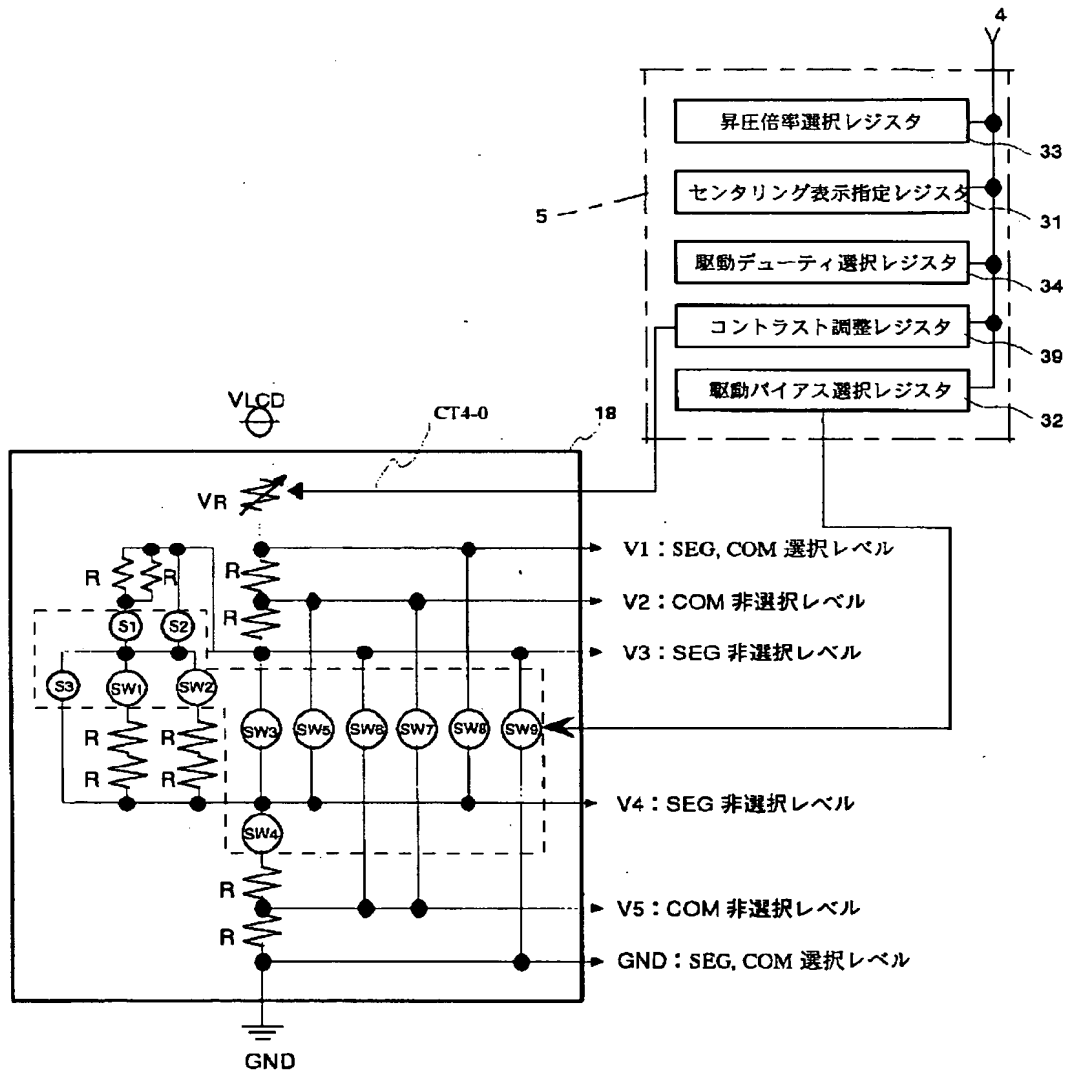 4
昇圧倍率選択レジスタ
33
センタリング表示指定レジスタ
31
5
駆動デューティ選択レジスタ
34
コントラスト調整レジスタ
39
駆動バイアス選択レジスタ
32
VLCD
CT4-0
18
VR
V1：SEG, COM 選択レベル
R
R
R
R
V2：COM 非選択レベル
S1
S2
V3：SEG 非選択レベル
S3
SW1
SW2
SW3
SW5
SW6
SW7
SW8
SW9
R
R
R
R
V4：SEG 非選択レベル
SW4
R
V5：COM 非選択レベル
R
GND：SEG, COM 選択レベル
GND